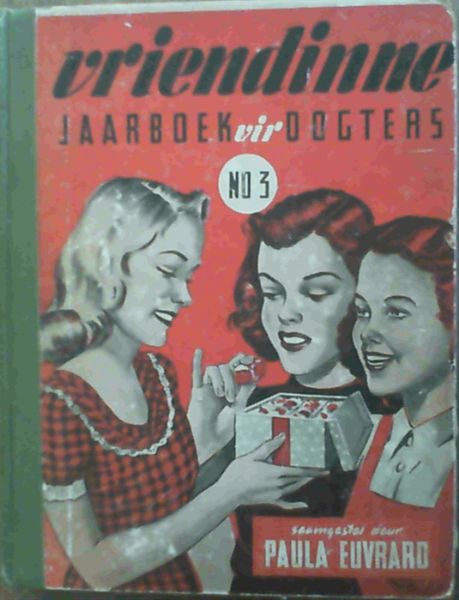 vriendinne
JAARBOEK vir DOGTERS
NO 3
saamgestel deur
PAULA EUVRARD